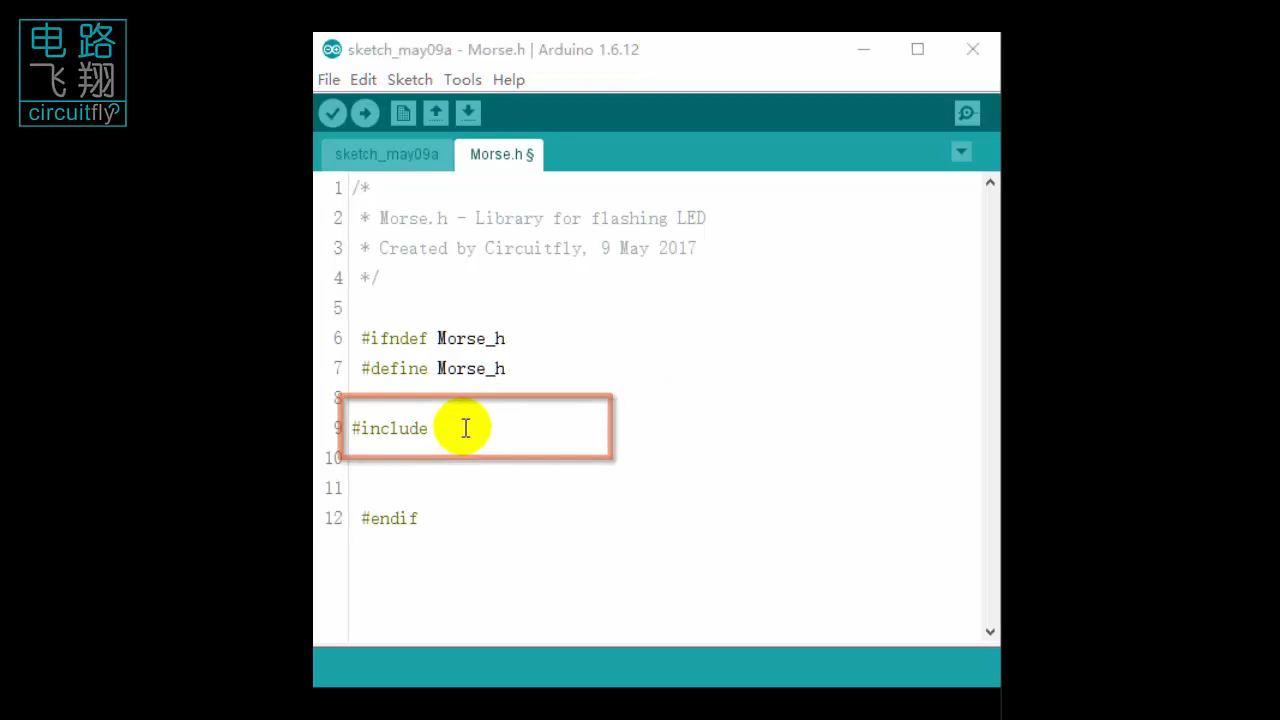 电路
飞翔
circuitfly
sketch_may09a - Morse.h | Arduino 1.6.12
File Edit Sketch Tools Help
sketch_may09a Morse.h §
1 /*
2 * Morse.h - Library for flashing LED
3 * Created by Circuitfly, 9 May 2017
4 */
5
6 #ifndef Morse_h
7 #define Morse_h
8
9 #include
10
11
12 #endif